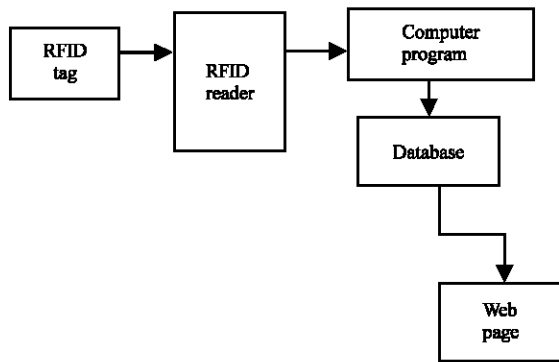 RFID
tag
RFID
reader
Computer
program
Database
Web
page